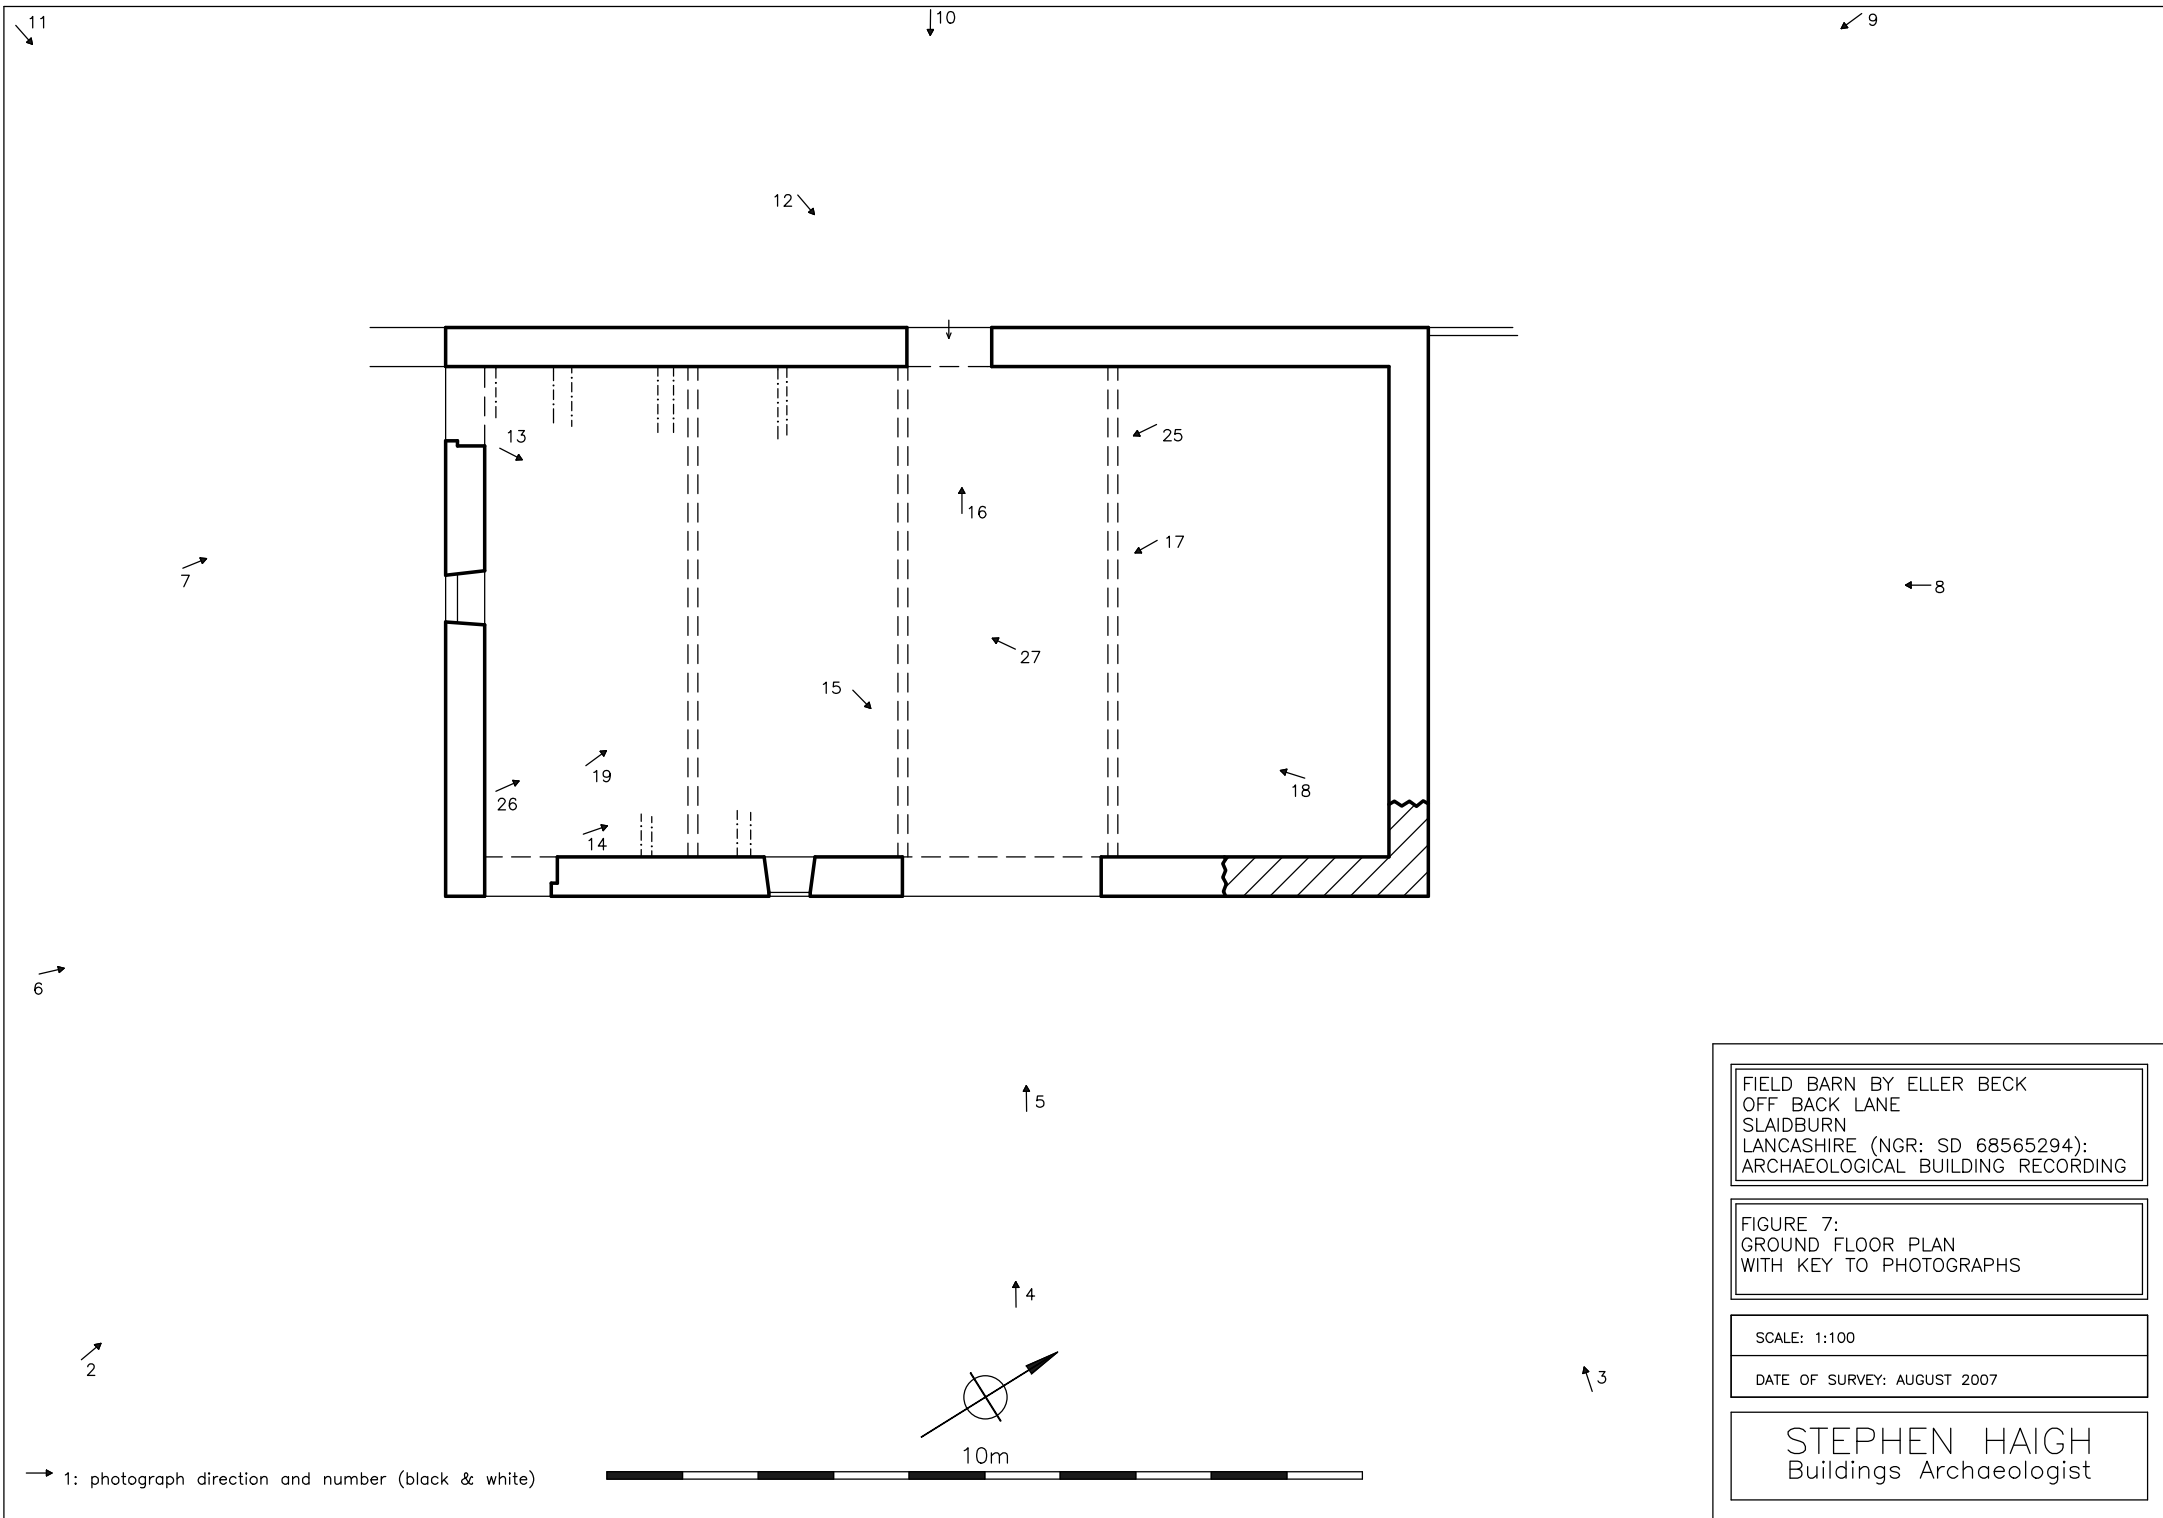 11
10
9
12
13
25
16
17
7
8
27
15
19
26
18
14
6
5
4
2
3
10m
1: photograph direction and number (black & white)
FIELD BARN BY ELLER BECK
OFF BACK LANE
SLAIDBURN
LANCASHIRE (NGR: SD 68565294):
ARCHAEOLOGICAL BUILDING RECORDING
FIGURE 7:
GROUND FLOOR PLAN
WITH KEY TO PHOTOGRAPHS
SCALE: 1:100
DATE OF SURVEY: AUGUST 2007
STEPHEN HAIGH
Buildings Archaeologist